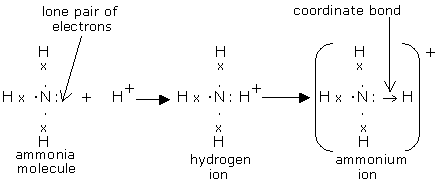 lone pair of
electrons
coordinate bond
H
x
H x · N : + H⁺
· x
H
ammonia
molecule
H
x
H x · N : H⁺
· x
H
hydrogen
ion
H
x
H x · N → H
· x
H
+
ammonium
ion